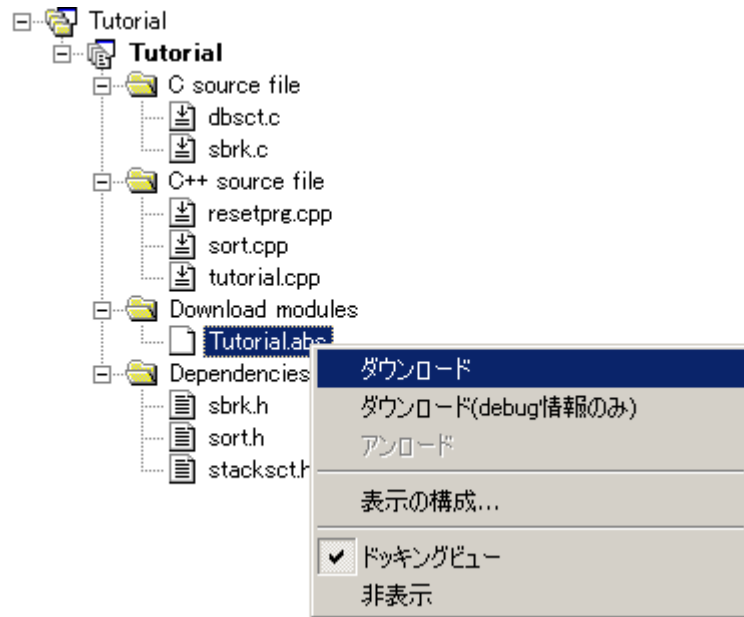 Tutorial
Tutorial
C source file
dbsct.c
sbrk.c
C++ source file
resetprg.cpp
sort.cpp
tutorial.cpp
Download modules
Tutorial.abs
Dependencies
sbrk.h
sort.h
stacksct.h
ダウンロード
ダウンロード(debug情報のみ)
アンロード
表示の構成...
ドッキングビュー
非表示